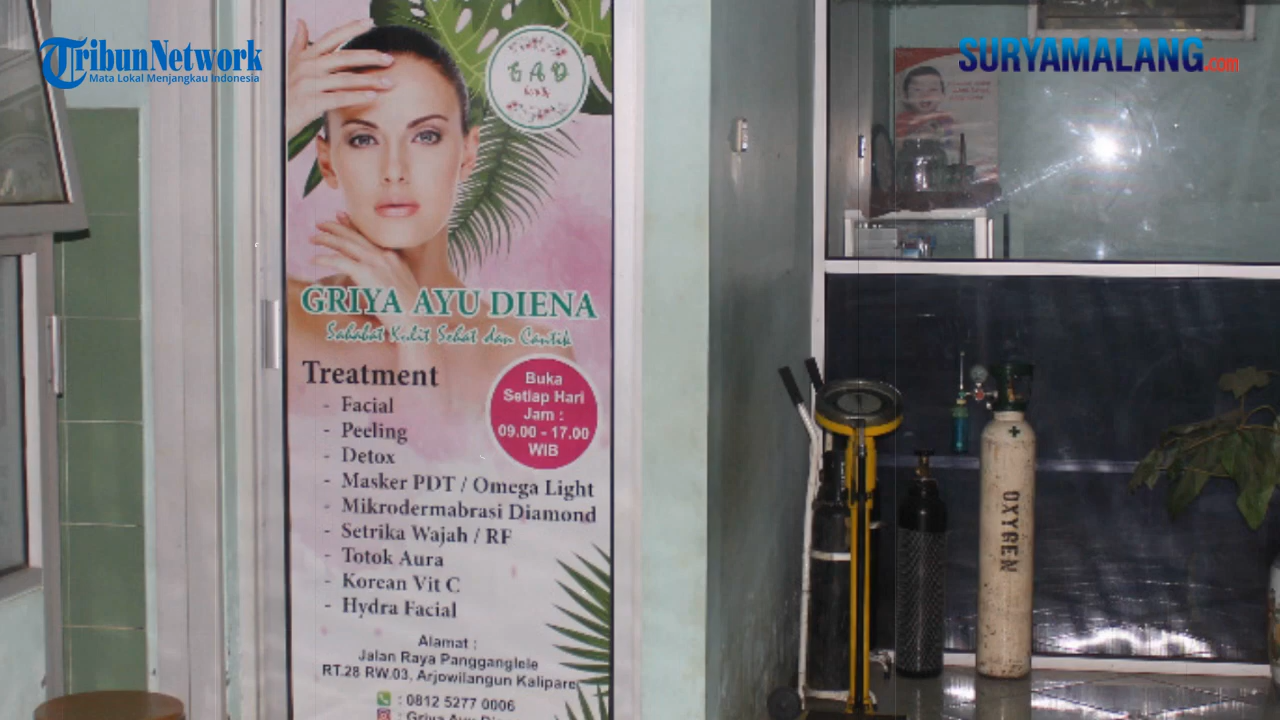 TribunNetwork
Mata Lokal Menjangkau Indonesia
SURYAMALANG.com
GAD
GRIYA AYU DIENA
Sahabat Kulit Sehat dan Cantik
Treatment
- Facial
- Peeling
- Detox
- Masker PDT / Omega Light
- Mikrodermabrasi Diamond
- Setrika Wajah / RF
- Totok Aura
- Korean Vit C
- Hydra Facial
Buka
Setiap Hari
Jam :
09.00 - 17.00
WIB
Alamat :
Jalan Raya Pangganglele
RT.28 RW.03, Arjowilangun Kalipare
: 0812 5277 0006
: Griya Ayu
OXYGEN